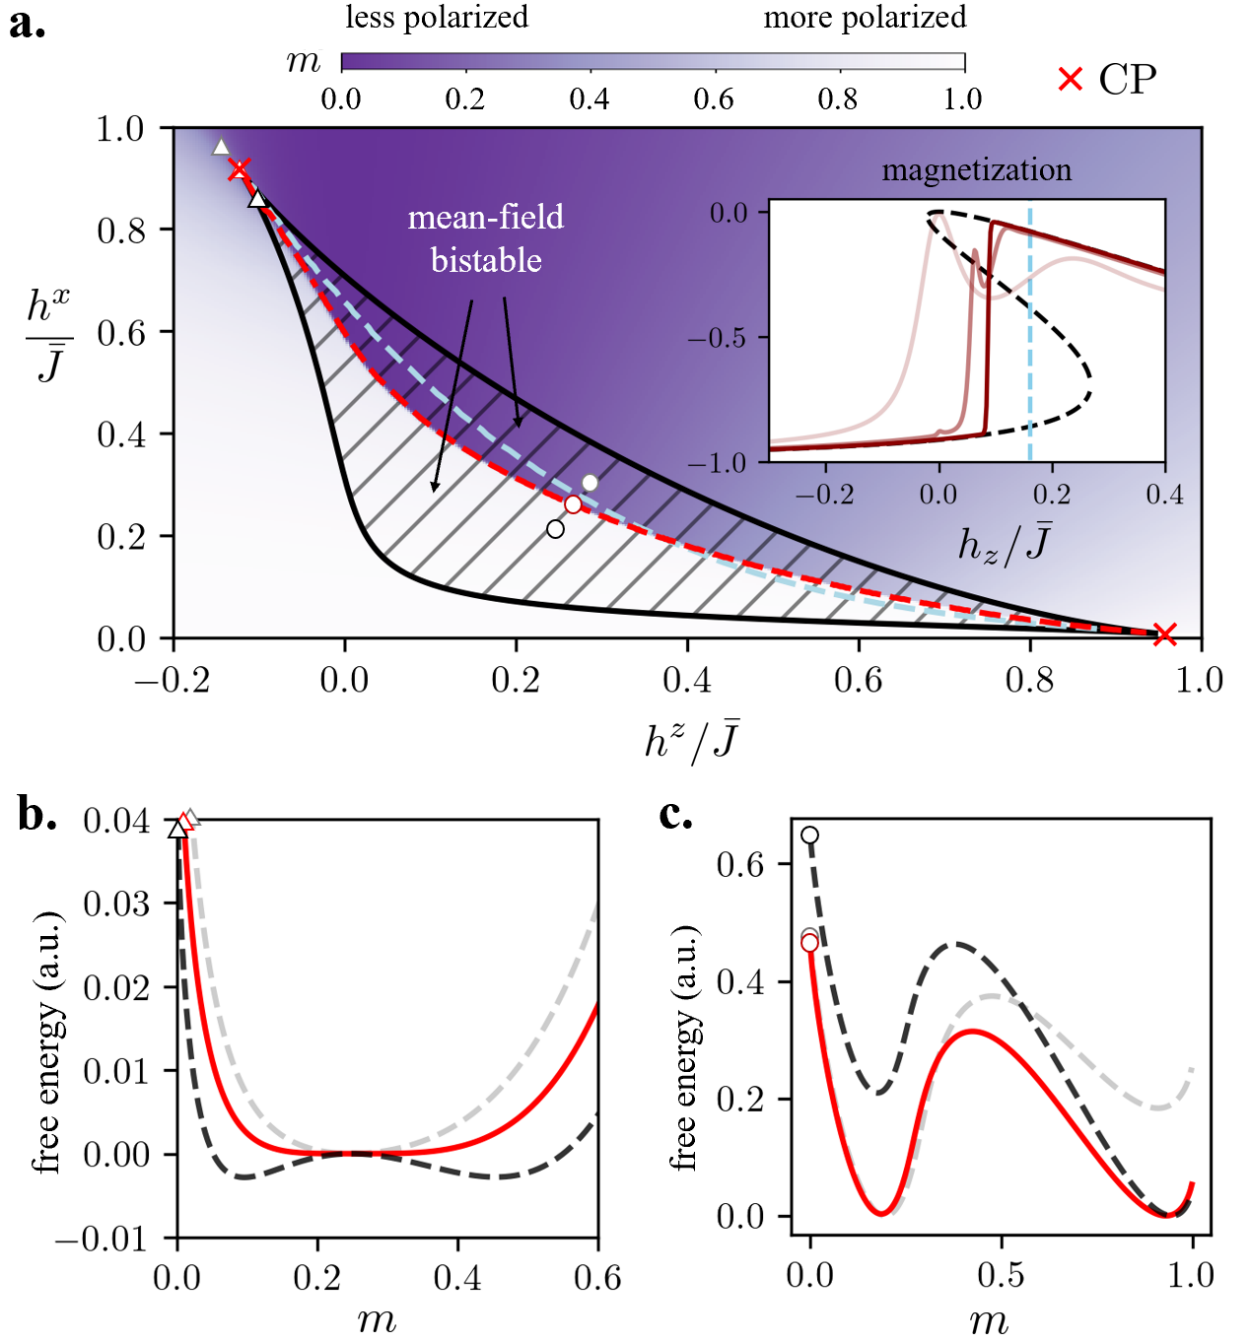 a.
less polarized more polarized
m
0.0 0.2 0.4 0.6 0.8 1.0
× CP
1.0
0.8
0.6
0.4
0.2
0.0
h^x / J̄
mean-field
bistable
magnetization
0.0
−0.5
−1.0
−0.2 0.0 0.2 0.4
h_z/J̄
−0.2 0.0 0.2 0.4 0.6 0.8 1.0
h^z/J̄
b.
0.04
0.03
0.02
0.01
0.00
−0.01
free energy (a.u.)
0.0 0.2 0.4 0.6
m
c.
0.6
0.4
0.2
0.0
free energy (a.u.)
0.0 0.5 1.0
m